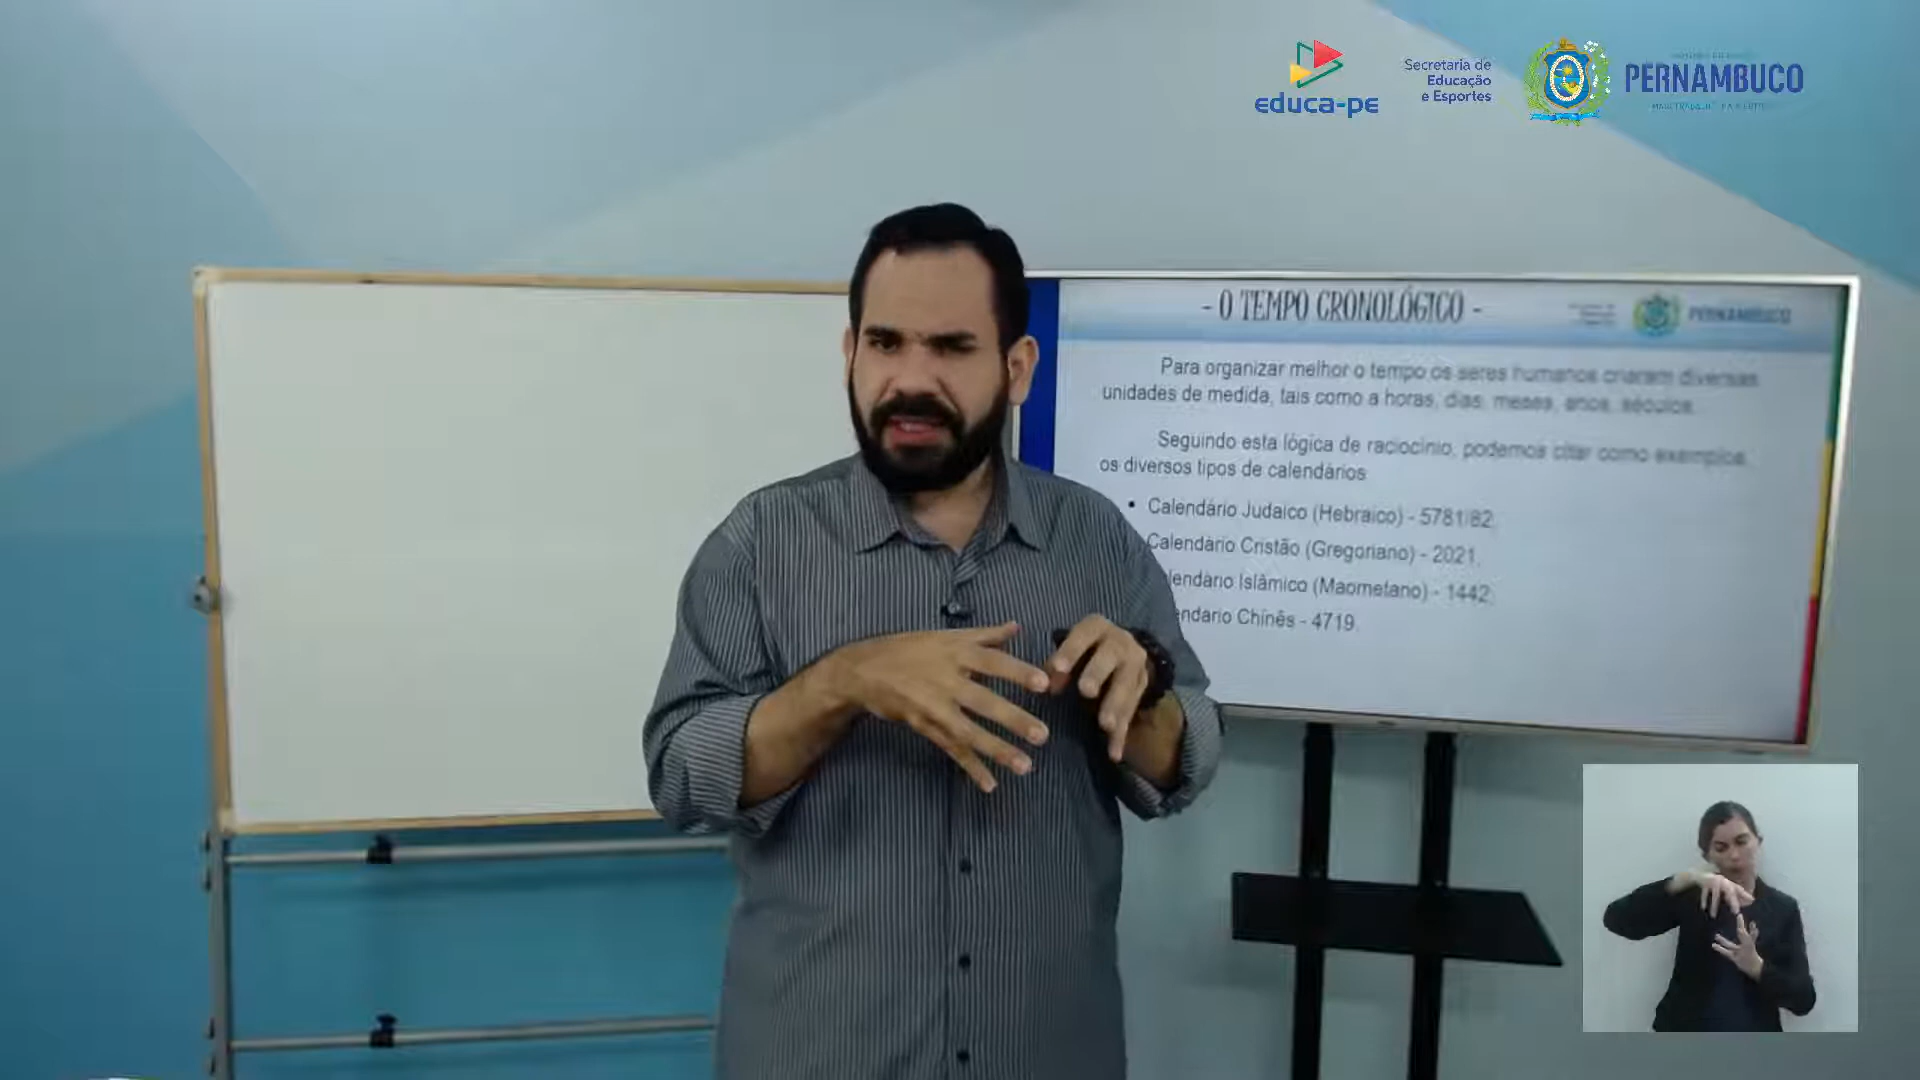 educa-pe
Secretaria de
Educação
e Esportes
PERNAMBUCO
- O TEMPO CRONOLÓGICO -
PERNAMBUCO
Para organizar melhor o tempo os seres humanos criaram diversas
unidades de medida, tais como a horas, dias, meses, anos, séculos.
Seguindo esta lógica de raciocínio, podemos citar como exemplos,
os diversos tipos de calendários
• Calendário Judaico (Hebraico) - 5781/82;
Calendário Cristão (Gregoriano) - 2021;
lendário Islâmico (Maometano) - 1442;
endário Chinês - 4719.